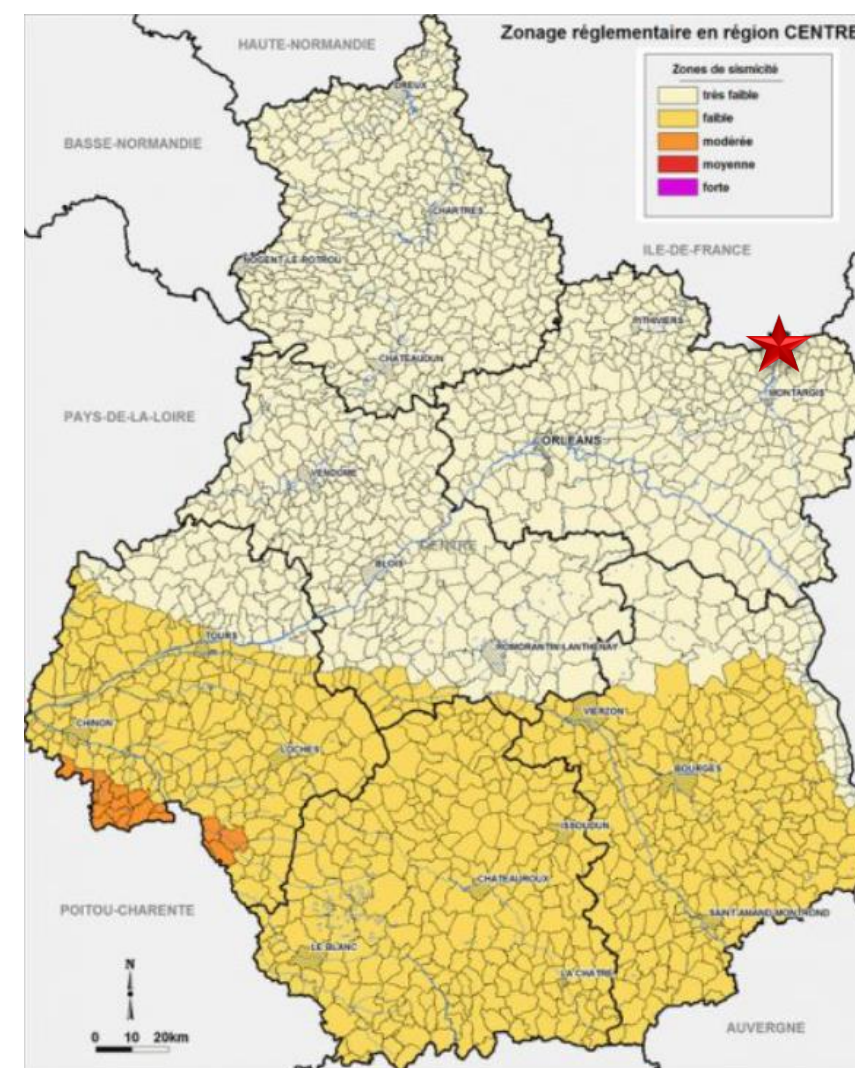 Zonage réglementaire en région CENTRE
Zones de sismicité
très faible
faible
modérée
moyenne
forte
HAUTE-NORMANDIE
BASSE-NORMANDIE
ILE-DE-FRANCE
PAYS-DE-LA-LOIRE
POITOU-CHARENTE
AUVERGNE
CENTRE
DREUX
CHARTRES
NOGENT-LE-ROTROU
PITHIVIERS
CHATEAUDUN
MONTARGIS
ORLEANS
VENDOME
BLOIS
TOURS
ROMORANTIN-LANTHENAY
VIERZON
CHINON
LOCHES
BOURGES
ISSOUDUN
CHATEAUROUX
SAINT-AMAND-MONTROND
LE BLANC
LA CHATRE
N
0 10 20km